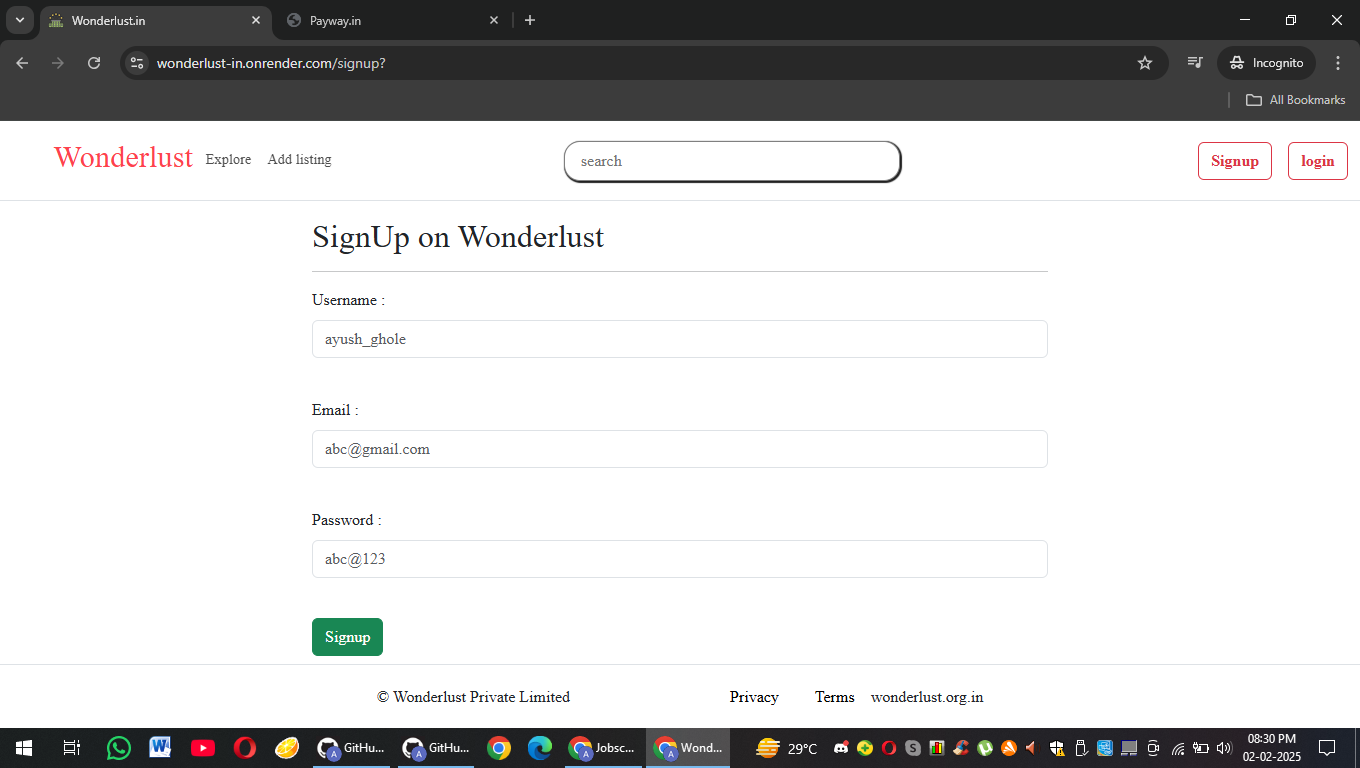 Wonderlust.in
Payway.in
wonderlust-in.onrender.com/signup?
Incognito
All Bookmarks
Wonderlust Explore Add listing
search
Signup login
SignUp on Wonderlust
Username :
ayush_ghole
Email :
abc@gmail.com
Password :
abc@123
Signup
© Wonderlust Private Limited Privacy Terms wonderlust.org.in
GitHu...
GitHu...
Jobsc...
Wond...
29°C
08:30 PM
02-02-2025